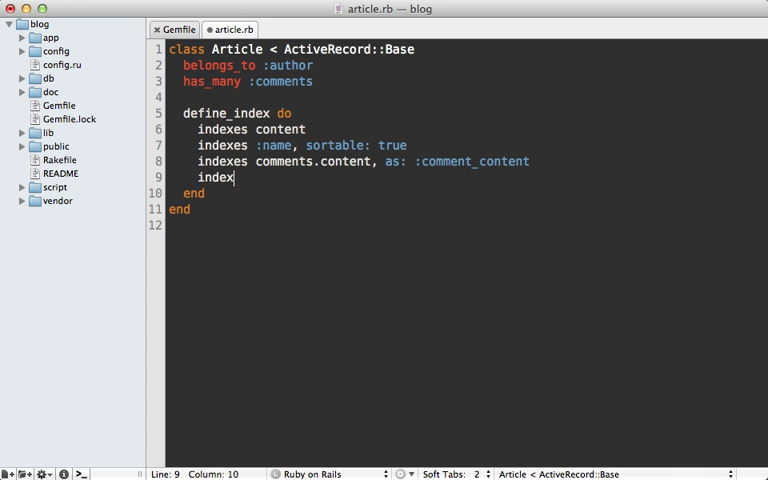 article.rb — blog
blog
app
config
config.ru
db
doc
Gemfile
Gemfile.lock
lib
public
Rakefile
README
script
vendor
Gemfile
article.rb
1 class Article < ActiveRecord::Base
2 belongs_to :author
3 has_many :comments
4
5 define_index do
6 indexes content
7 indexes :name, sortable: true
8 indexes comments.content, as: :comment_content
9 index
10 end
11 end
12
Line: 9 Column: 10 Ruby on Rails Soft Tabs: 2 Article < ActiveRecord::Base